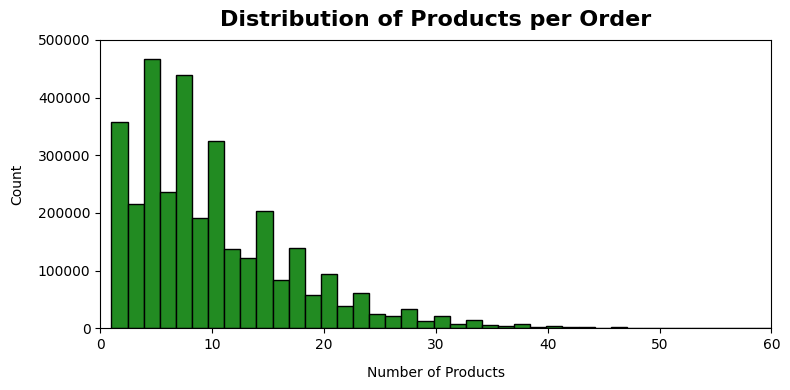 Distribution of Products per Order
500000
400000
300000
200000
100000
0
Count
0 10 20 30 40 50 60
Number of Products